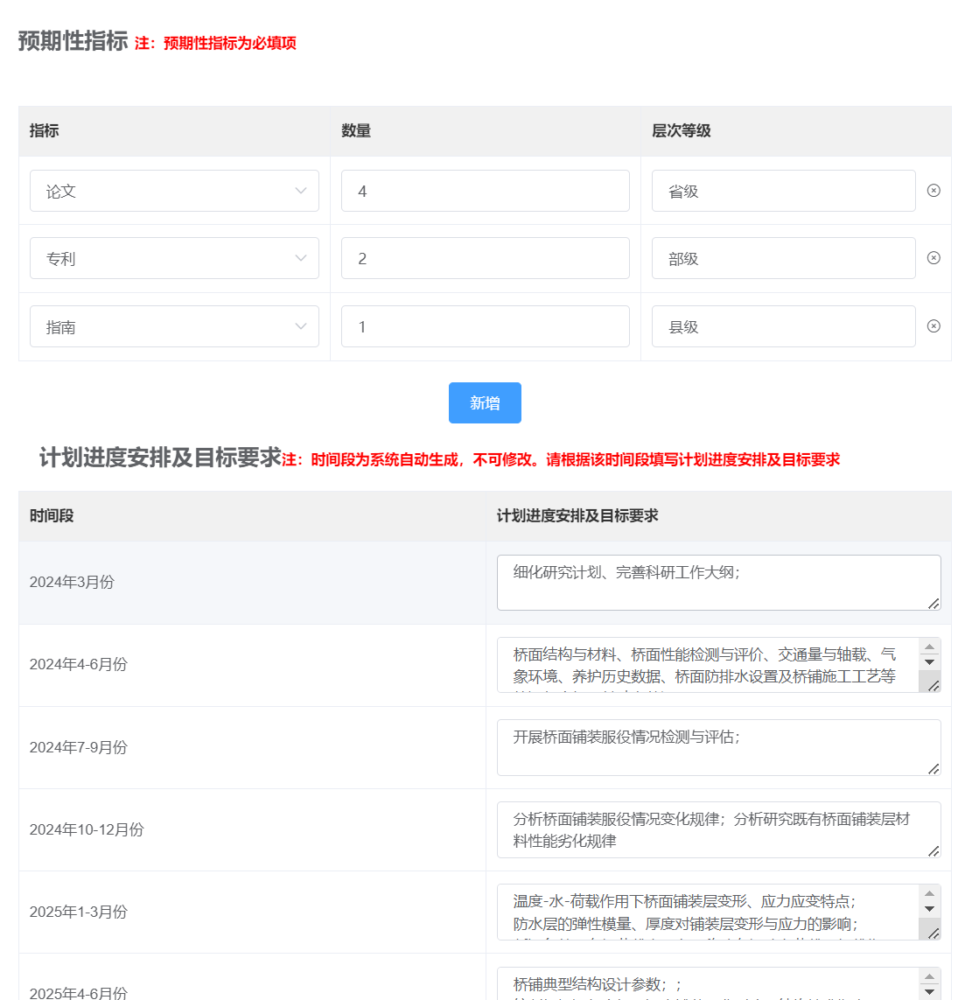 预期性指标 注：预期性指标为必填项
指标 数量 层次等级
论文 4 省级
专利 2 部级
指南 1 县级
新增
计划进度安排及目标要求注：时间段为系统自动生成，不可修改。请根据该时间段填写计划进度安排及目标要求
时间段 计划进度安排及目标要求
2024年3月份 细化研究计划、完善科研工作大纲；
2024年4-6月份
桥面结构与材料、桥面性能检测与评价、交通量与轴载、气
象环境、养护历史数据、桥面防排水设置及桥铺施工工艺等
2024年7-9月份 开展桥面铺装服役情况检测与评估；
2024年10-12月份
分析桥面铺装服役情况变化规律；分析研究既有桥面铺装层材
料性能劣化规律
2025年1-3月份
温度-水-荷载作用下桥面铺装层变形、应力应变特点；
防水层的弹性模量、厚度对铺装层变形与应力的影响；
2025年4-6月份 桥铺典型结构设计参数；；